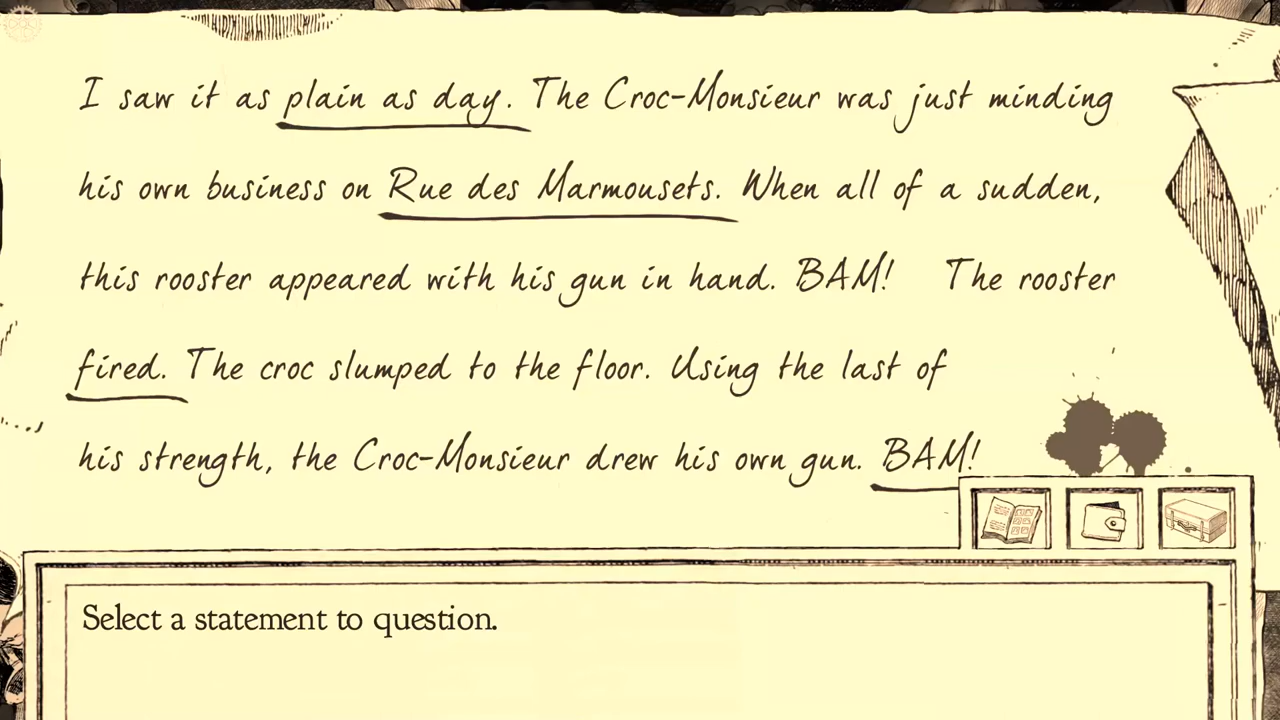 I saw it as plain as day. The Croc-Monsieur was just minding
his own business on Rue des Marmousets. When all of a sudden,
this rooster appeared with his gun in hand. BAM! The rooster
fired. The croc slumped to the floor. Using the last of
his strength, the Croc-Monsieur drew his own gun. BAM!
Select a statement to question.